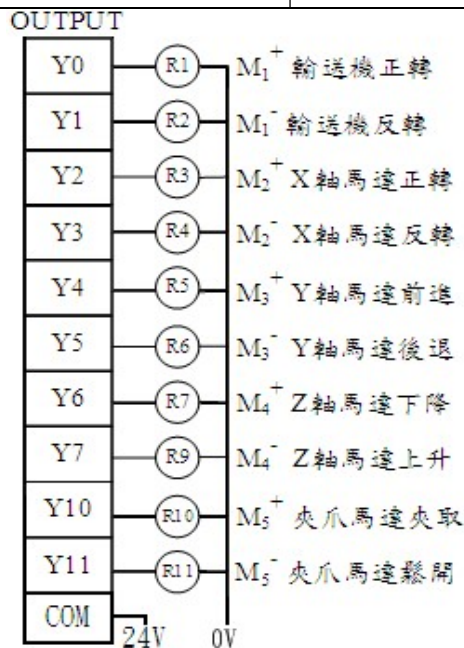 OUTPUT
Y0 R1 M₁⁺ 輸送機正轉
Y1 R2 M₁⁻ 輸送機反轉
Y2 R3 M₂⁺ X軸馬達正轉
Y3 R4 M₂⁻ X軸馬達反轉
Y4 R5 M₃⁺ Y軸馬達前進
Y5 R6 M₃⁻ Y軸馬達後退
Y6 R7 M₄⁺ Z軸馬達下降
Y7 R9 M₄⁻ Z軸馬達上升
Y10 R10 M₅⁺ 夾爪馬達夾取
Y11 R11 M₅⁻ 夾爪馬達鬆開
COM 24V 0V